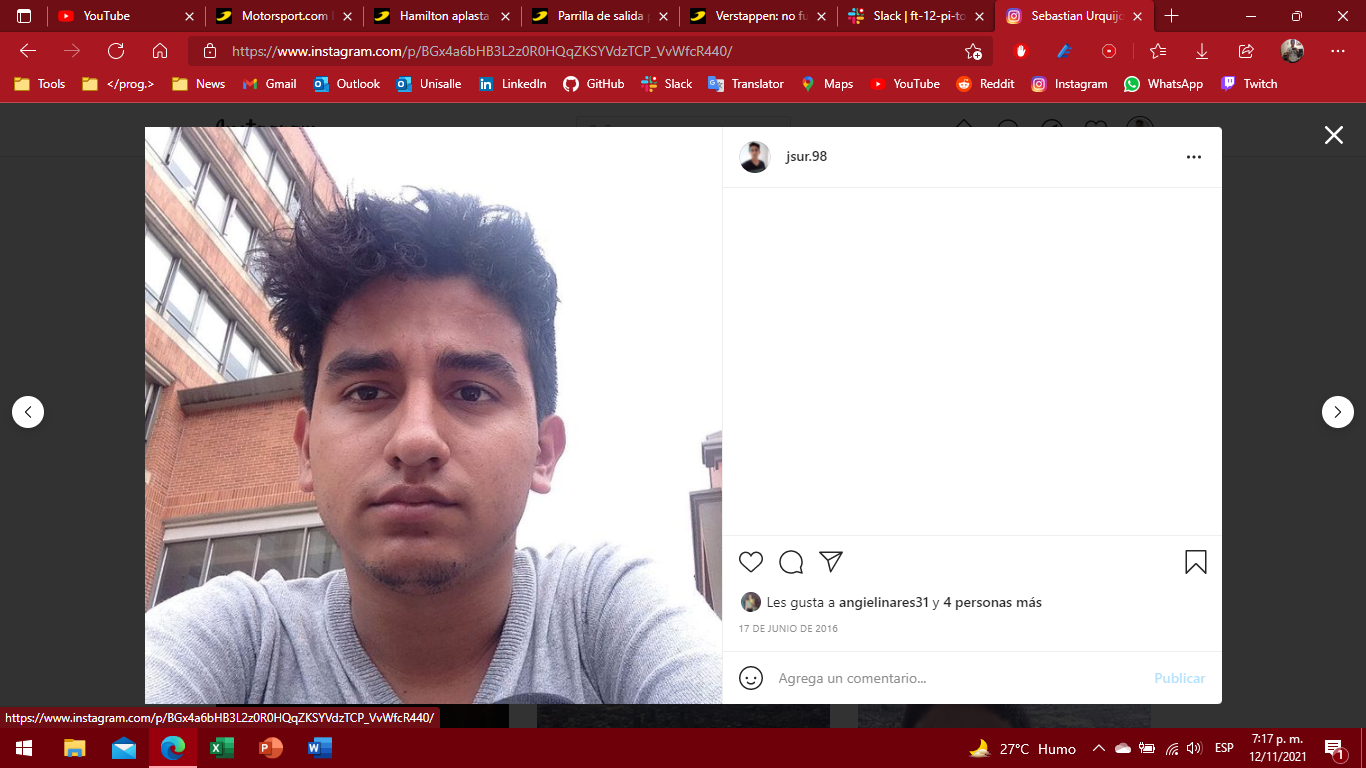 YouTube
Motorsport.com
Hamilton aplasta
Parrilla de salida
Verstappen: no fu
Slack | ft-12-pi-to
Sebastian Urquijo
https://www.instagram.com/p/BGx4a6bHB3L2z0R0HQqZKSYVdzTCP_VvWfcR440/
Tools </prog.> News Gmail Outlook Unisalle LinkedIn GitHub Slack Translator Maps YouTube Reddit Instagram WhatsApp Twitch
jsur.98
Les gusta a angielinares31 y 4 personas más
17 DE JUNIO DE 2016
Agrega un comentario... Publicar
https://www.instagram.com/p/BGx4a6bHB3L2z0R0HQqZKSYVdzTCP_VvWfcR440/
27°C Humo ESP
7:17 p. m.
12/11/2021
1